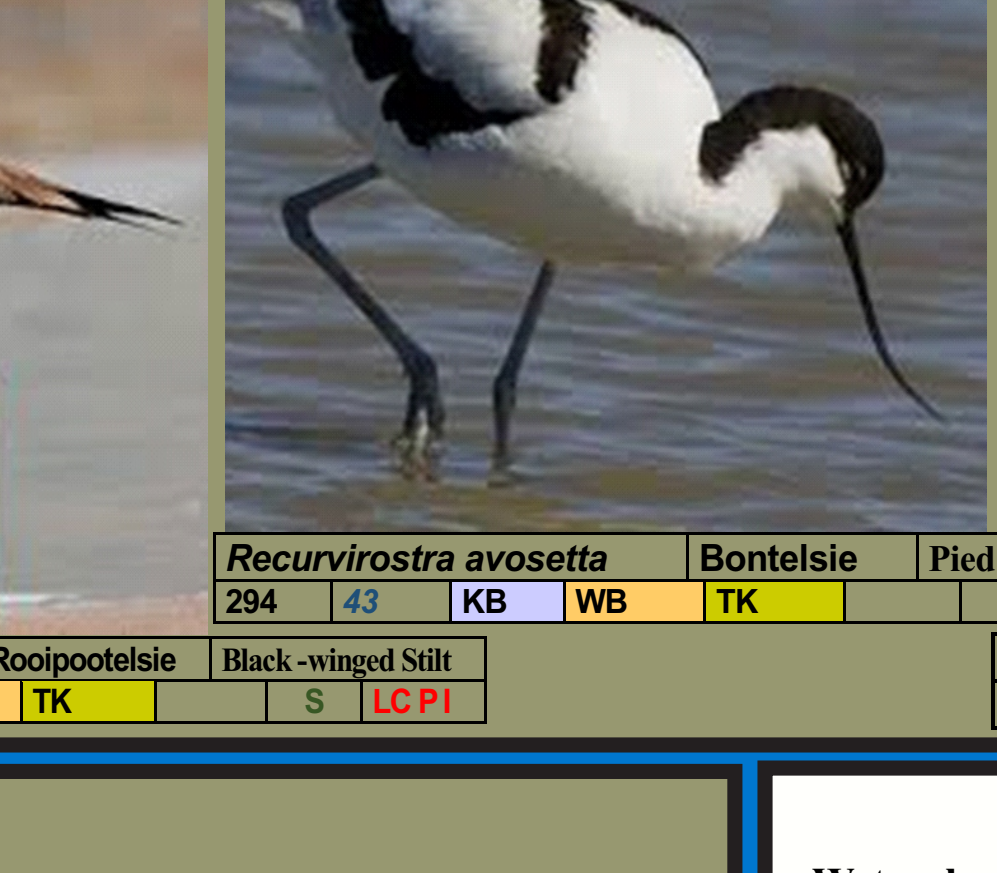 Recurvirostra avosetta Bontelsie Pied
294 43 KB WB TK
Rooipootelsie Black-winged Stilt
TK S LC P I